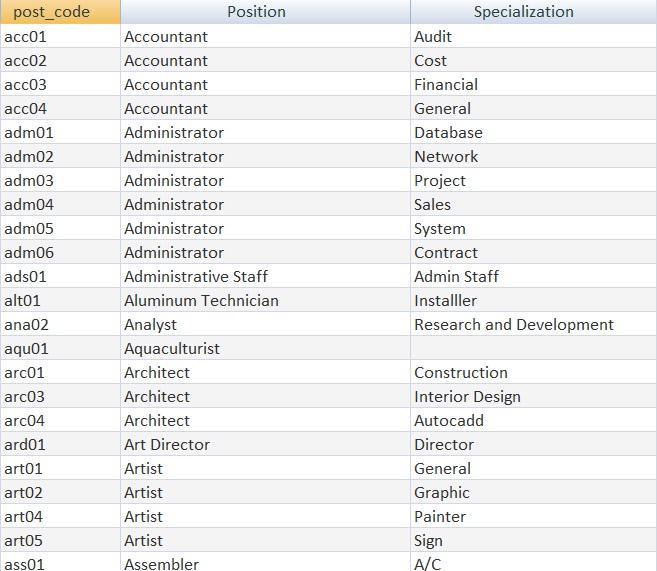 post_code Position Specialization
acc01 Accountant Audit
acc02 Accountant Cost
acc03 Accountant Financial
acc04 Accountant General
adm01 Administrator Database
adm02 Administrator Network
adm03 Administrator Project
adm04 Administrator Sales
adm05 Administrator System
adm06 Administrator Contract
ads01 Administrative Staff Admin Staff
alt01 Aluminum Technician Installler
ana02 Analyst Research and Development
aqu01 Aquaculturist
arc01 Architect Construction
arc03 Architect Interior Design
arc04 Architect Autocadd
ard01 Art Director Director
art01 Artist General
art02 Artist Graphic
art04 Artist Painter
art05 Artist Sign
ass01 Assembler A/C